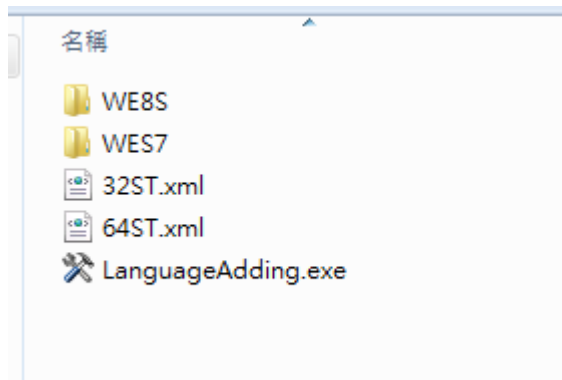 名稱
WE8S
WES7
32ST.xml
64ST.xml
LanguageAdding.exe